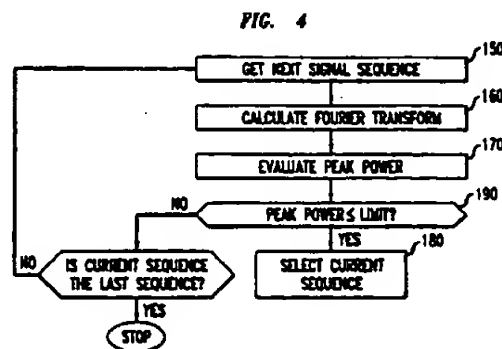 FIG. 4
150
GET NEXT SIGNAL SEQUENCE
160
CALCULATE FOURIER TRANSFORM
170
EVALUATE PEAK POWER
190
NO
PEAK POWER ≤ LIMIT?
NO
IS CURRENT SEQUENCE
THE LAST SEQUENCE?
YES
180
SELECT CURRENT
SEQUENCE
YES
STOP